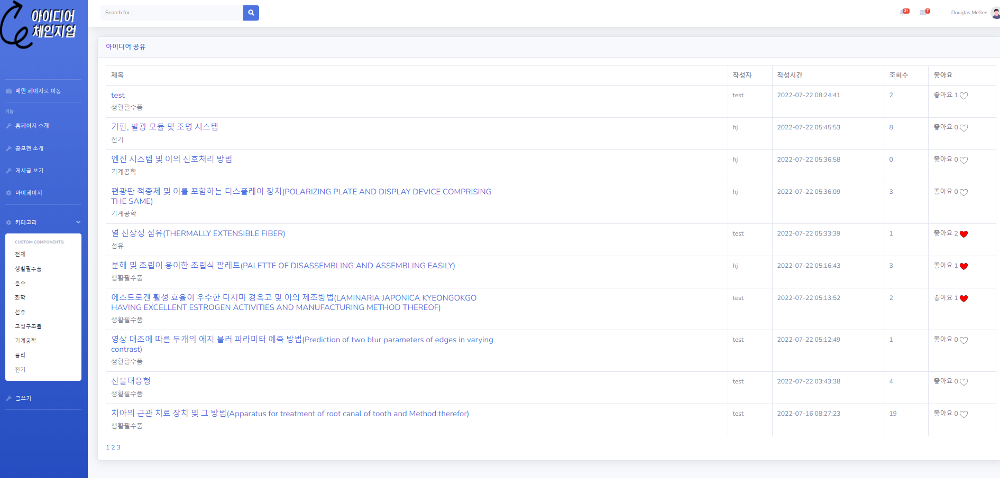 아이디어
체인지업
메인 페이지로 이동
기능
홈페이지 소개
공모전 소개
게시글 보기
마이페이지
카테고리
CUSTOM COMPONENTS:
전체
생활필수품
운수
화학
섬유
고정구조물
기계공학
물리
전기
글쓰기
Search for...
3+
7
Douglas McGee
아이디어 공유
제목 작성자 작성시간 조회수 좋아요
test test 2022-07-22 08:24:41 2 좋아요 1
생활필수품
기판, 발광 모듈 및 조명 시스템 hj 2022-07-22 05:45:53 8 좋아요 0
전기
엔진 시스템 및 이의 신호처리 방법 hj 2022-07-22 05:36:58 0 좋아요 0
기계공학
편광판 적층체 및 이를 포함하는 디스플레이 장치(POLARIZING PLATE AND DISPLAY DEVICE COMPRISING hj 2022-07-22 05:36:09 3 좋아요 0
THE SAME)
기계공학
열 신장성 섬유(THERMALLY EXTENSIBLE FIBER) test 2022-07-22 05:33:39 1 좋아요 2
섬유
분해 및 조립이 용이한 조립식 팔레트(PALETTE OF DISASSEMBLING AND ASSEMBLING EASILY) hj 2022-07-22 05:16:43 3 좋아요 1
생활필수품
에스트로겐 활성 효율이 우수한 다시마 경옥고 및 이의 제조방법(LAMINARIA JAPONICA KYEONGOKGO test 2022-07-22 05:13:52 2 좋아요 1
HAVING EXCELLENT ESTROGEN ACTIVITIES AND MANUFACTURING METHOD THEREOF)
생활필수품
영상 대조에 따른 두개의 에지 블러 파라미터 예측 방법(Prediction of two blur parameters of edges in varying test 2022-07-22 05:12:49 1 좋아요 0
contrast)
생활필수품
산불대응형 test 2022-07-22 03:43:38 4 좋아요 0
생활필수품
치아의 근관 치료 장치 및 그 방법(Apparatus for treatment of root canal of tooth and Method therefor) test 2022-07-16 08:27:23 19 좋아요 0
생활필수품
1 2 3